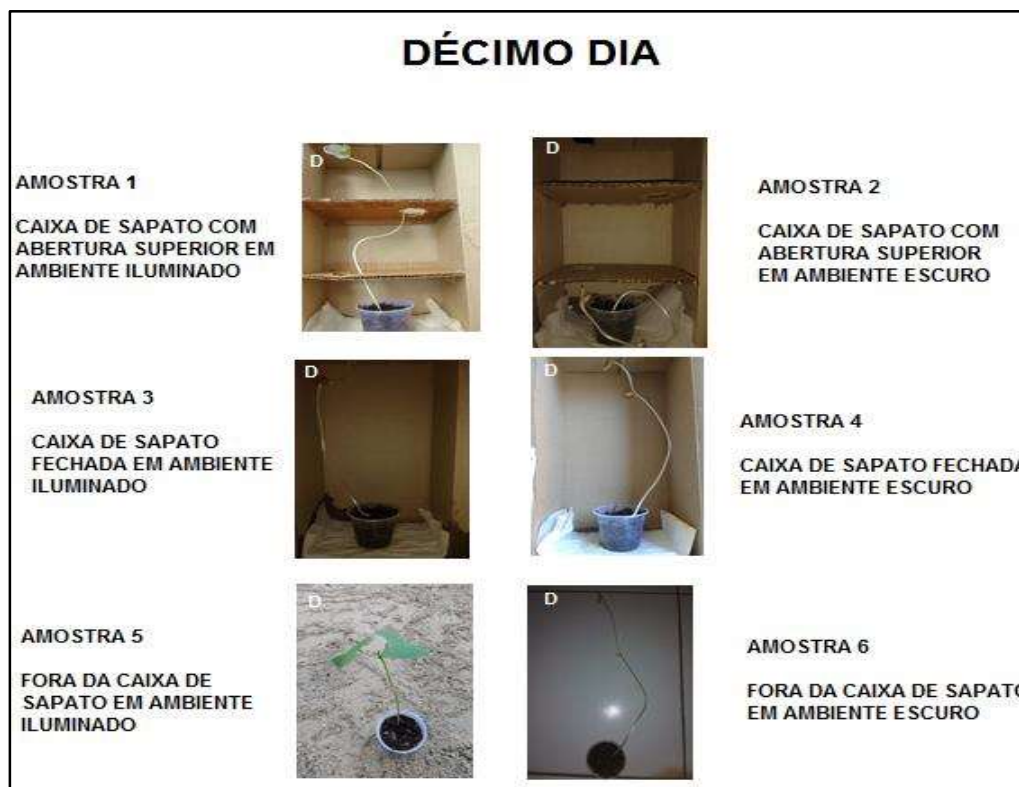 DÉCIMO DIA
AMOSTRA 1
CAIXA DE SAPATO COM
ABERTURA SUPERIOR EM
AMBIENTE ILUMINADO
D
D
AMOSTRA 2
CAIXA DE SAPATO COM
ABERTURA SUPERIOR
EM AMBIENTE ESCURO
AMOSTRA 3
CAIXA DE SAPATO
FECHADA EM AMBIENTE
ILUMINADO
D
D
AMOSTRA 4
CAIXA DE SAPATO FECHADA
EM AMBIENTE ESCURO
AMOSTRA 5
FORA DA CAIXA DE
SAPATO EM AMBIENTE
ILUMINADO
D
D
AMOSTRA 6
FORA DA CAIXA DE SAPATO
EM AMBIENTE ESCURO